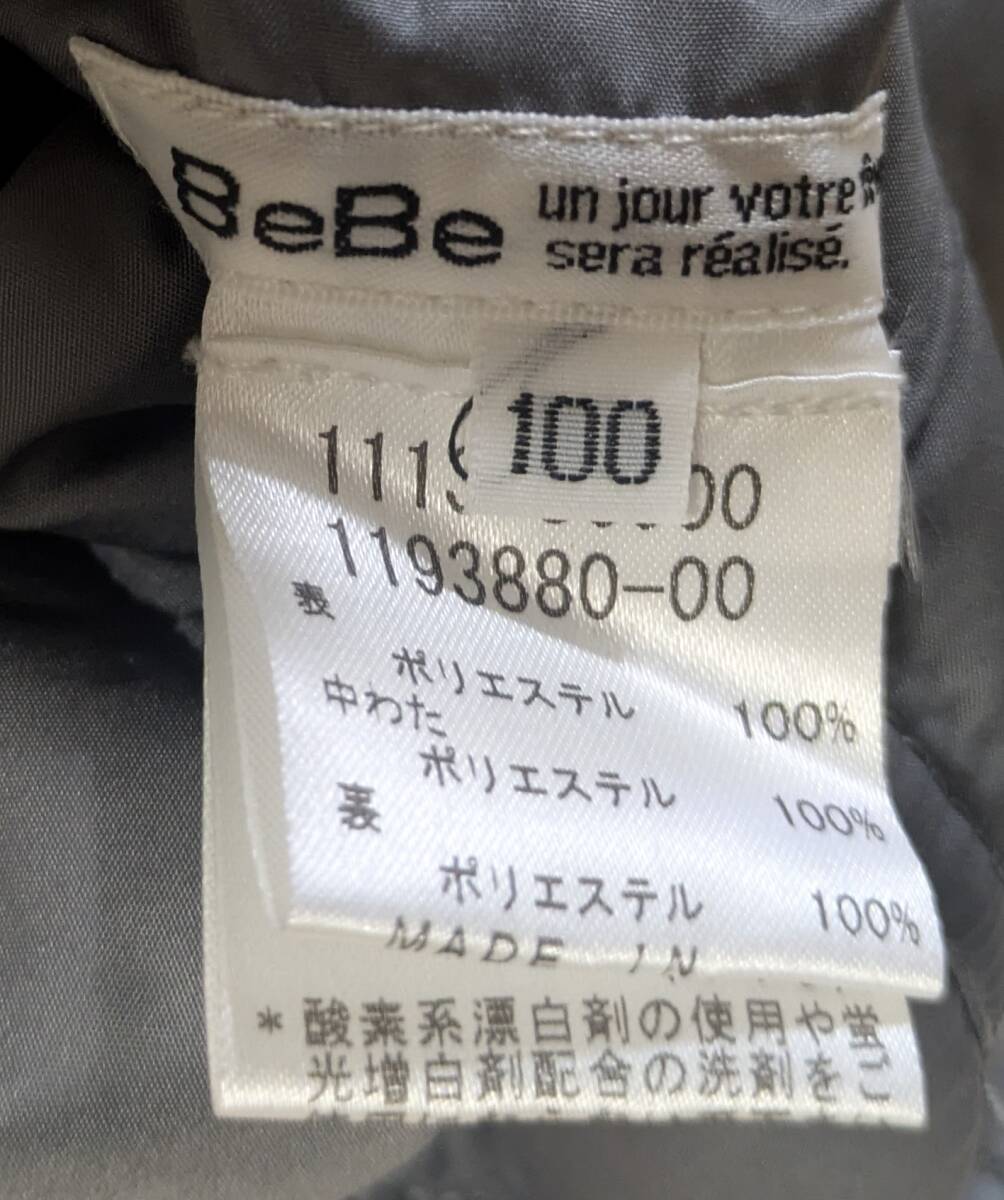 BeBe
un jour votre
sera réalisé.
100
1193880-00
表
ポリエステル 100%
中わた
ポリエステル 100%
裏
ポリエステル 100%
MADE IN
*酸素系漂白剤の使用や蛍
光増白剤配合の洗剤をご